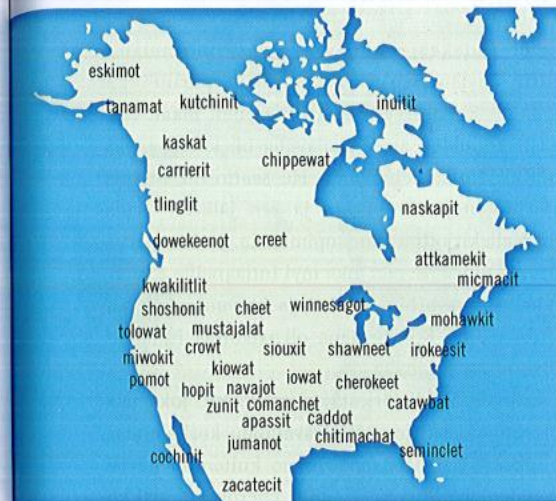 eskimot
tanamat
kutchinit
inuitit
kaskat
chippewat
carrierit
tlinglit
naskapit
dowekeenot
creet
attkamekit
micmacit
kwakilitlit
shoshonit
cheet
winnesagot
mohawkit
tolowat
mustajalat
crowt
siouxit
shawneet
irokeesit
miwokit
kiowat
pomot
hopit
navajot
iowat
cherokeet
zunit
comanchet
catawbat
apassit
caddot
jumanot
chitimachat
cochinit
seminclet
zacatecit